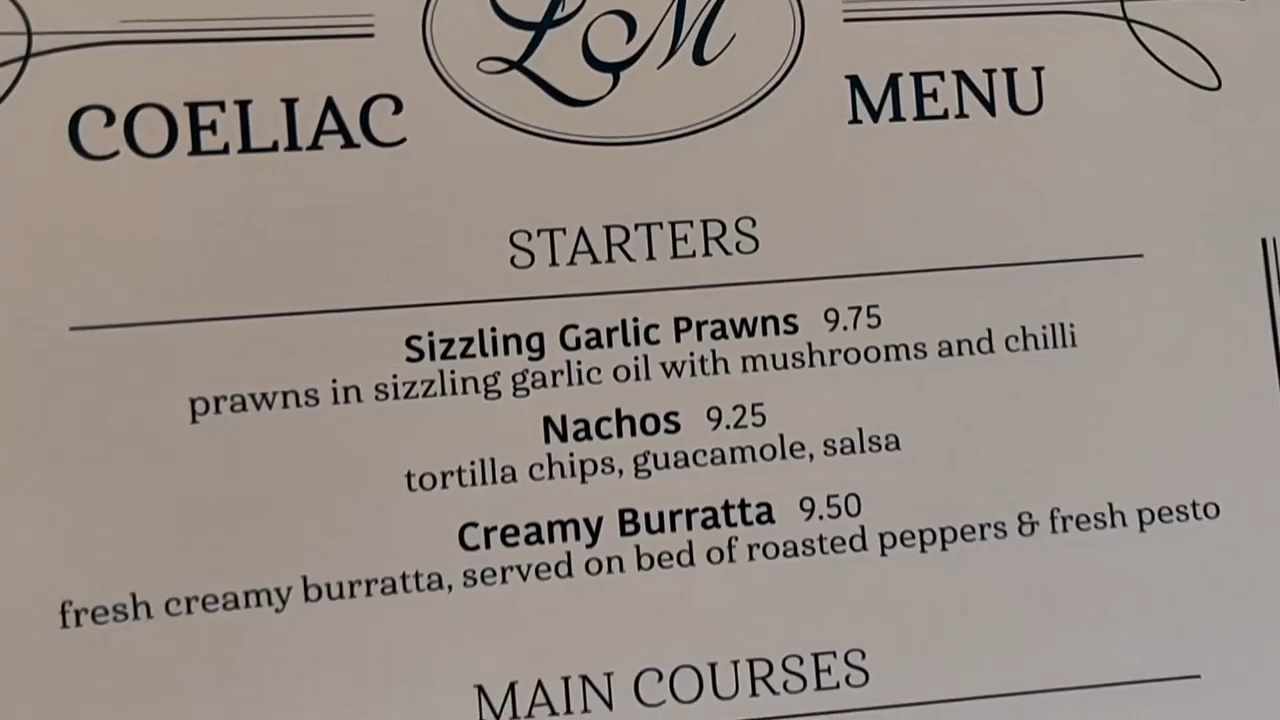 LM
COELIAC MENU
STARTERS
Sizzling Garlic Prawns 9.75
prawns in sizzling garlic oil with mushrooms and chilli
Nachos 9.25
tortilla chips, guacamole, salsa
Creamy Burratta 9.50
fresh creamy burratta, served on bed of roasted peppers & fresh pesto
MAIN COURSES